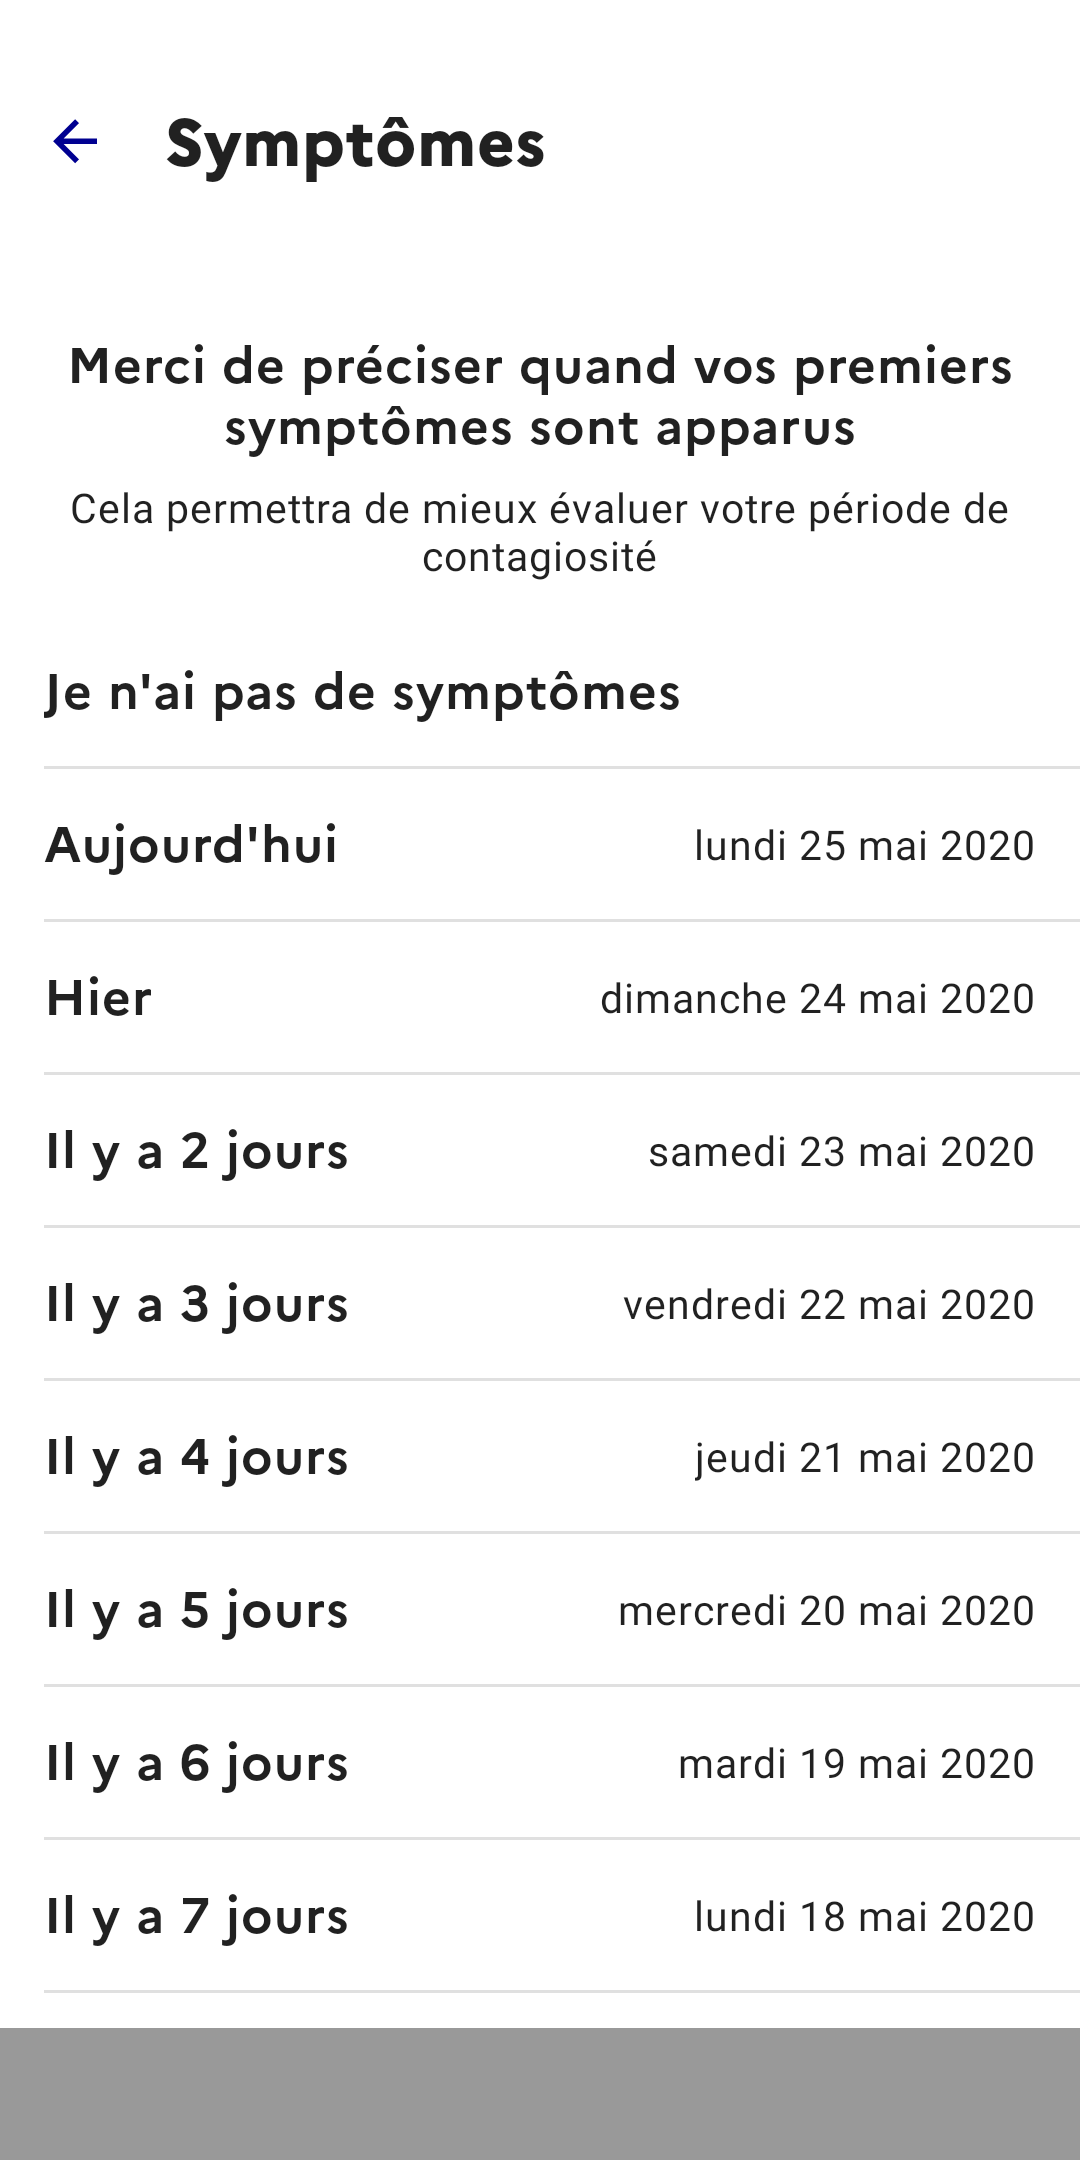 Symptômes
Merci de préciser quand vos premiers
symptômes sont apparus
Cela permettra de mieux évaluer votre période de
contagiosité
Je n'ai pas de symptômes
Aujourd'hui lundi 25 mai 2020
Hier dimanche 24 mai 2020
Il y a 2 jours samedi 23 mai 2020
Il y a 3 jours vendredi 22 mai 2020
Il y a 4 jours jeudi 21 mai 2020
Il y a 5 jours mercredi 20 mai 2020
Il y a 6 jours mardi 19 mai 2020
Il y a 7 jours lundi 18 mai 2020